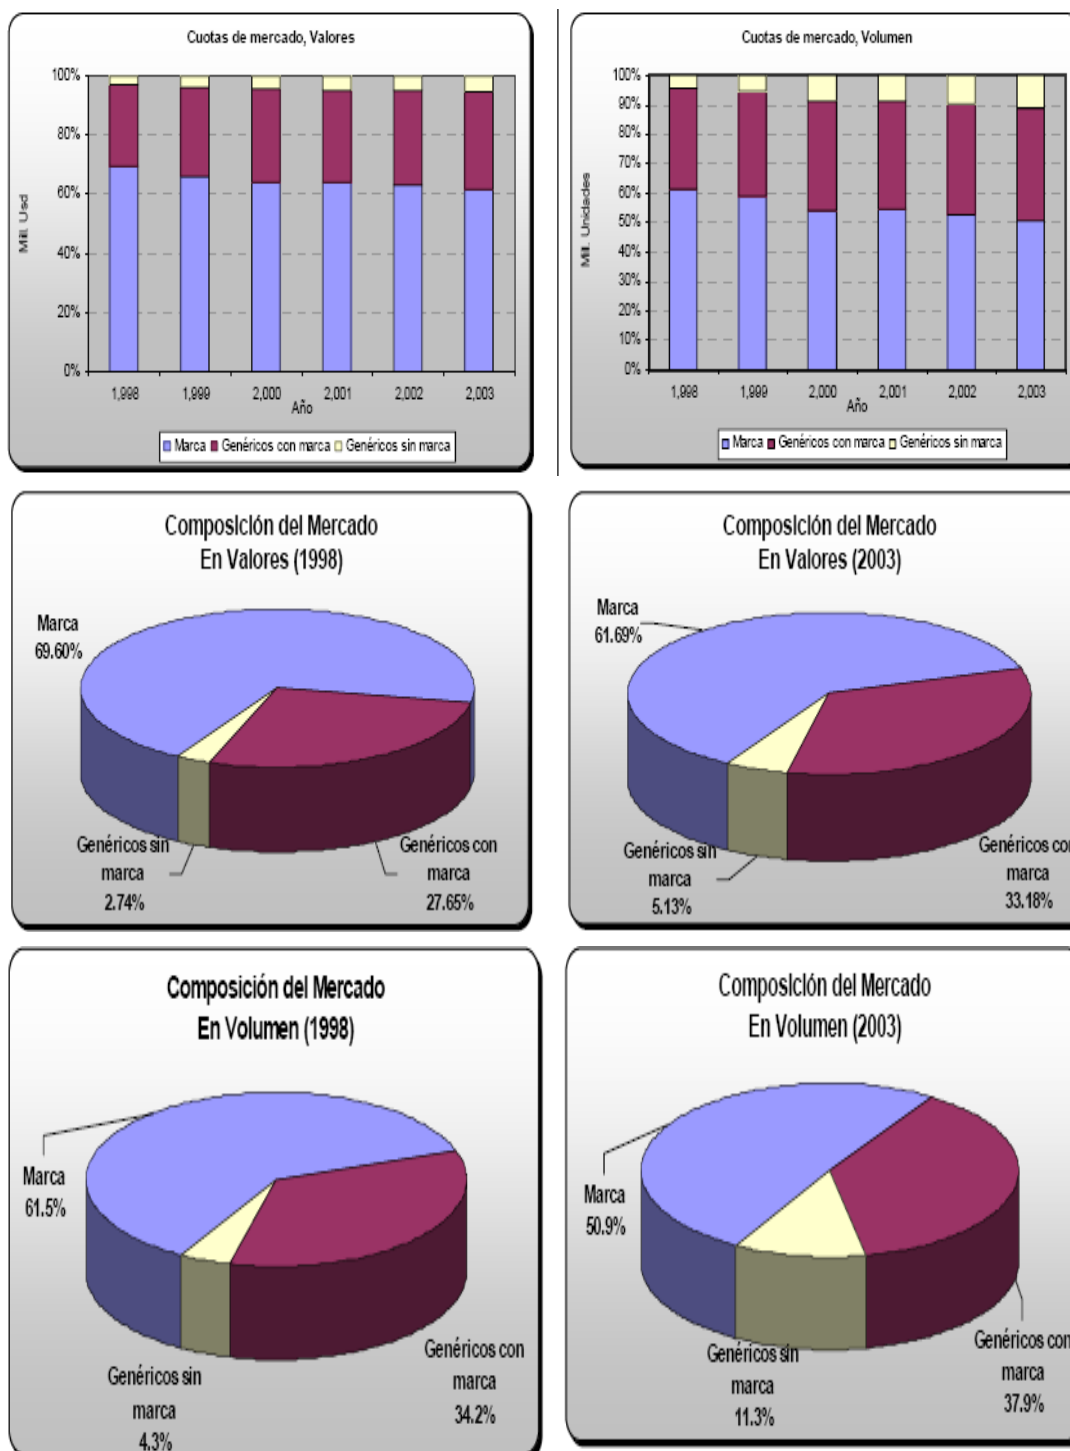 Cuotas de mercado, Valores
100%
80%
60%
40%
20%
0%
Mill. Usd
1,998 1,999 2,000 2,001 2,002 2,003
Año
Marca Genéricos con marca Genéricos sin marca
Cuotas de mercado, Volumen
100%
90%
80%
70%
60%
50%
40%
30%
20%
10%
0%
Mill. Unidades
1,998 1,999 2,000 2,001 2,002 2,003
Año
Marca Genéricos con marca Genéricos sin marca
Composición del Mercado
En Valores (1998)
Marca
69.60%
Genéricos sin
marca
2.74%
Genéricos con
marca
27.65%
Composición del Mercado
En Valores (2003)
Marca
61.69%
Genéricos sin
marca
5.13%
Genéricos con
marca
33.18%
Composición del Mercado
En Volumen (1998)
Marca
61.5%
Genéricos sin
marca
4.3%
Genéricos con
marca
34.2%
Composición del Mercado
En Volumen (2003)
Marca
50.9%
Genéricos sin
marca
11.3%
Genéricos con
marca
37.9%